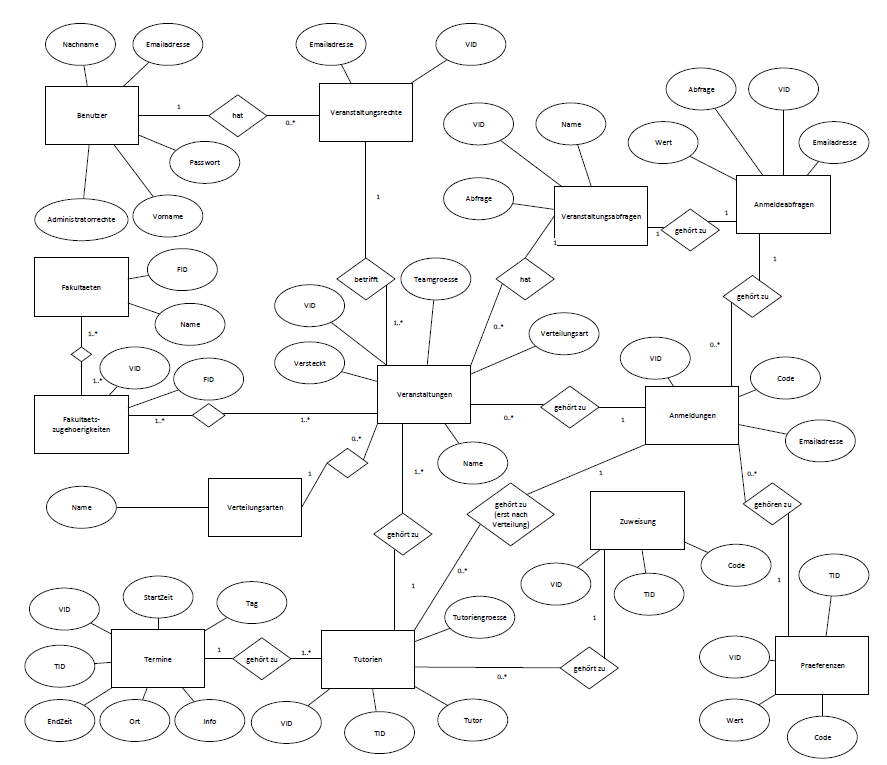 Nachname
Emailadresse
Emailadresse
VID
Benutzer
1
hat
0..*
Veranstaltungsrechte
Abfrage
VID
VID
Name
Wert
Emailadresse
Passwort
Administratorrechte
Vorname
1
Abfrage
Veranstaltungsabfragen
1
1
gehört zu
1
Anmeldeabfragen
1
Fakultaeten
FID
Name
betrifft
Teamgroesse
hat
gehört zu
VID
1..*
0..*
Verteilungsart
0..*
1..*
1..*
VID
FID
Versteckt
VID
Code
Fakultaets-
zugehoerigkeiten
1..*
1..*
Veranstaltungen
0..*
gehört zu
1
Anmeldungen
Emailadresse
0..*
1
1..*
Name
1
0..*
Name
Verteilungsarten
gehört zu
gehört zu
(erst nach
Verteilung)
Zuweisung
gehören zu
0..*
1
VID
TID
Code
1
TID
VID
StartZeit
Tag
Tutoriengroesse
1
TID
Termine
1
gehört zu
1..*
Tutorien
0..*
gehört zu
VID
Praeferenzen
EndZeit
Ort
Info
VID
TID
Tutor
Wert
Code